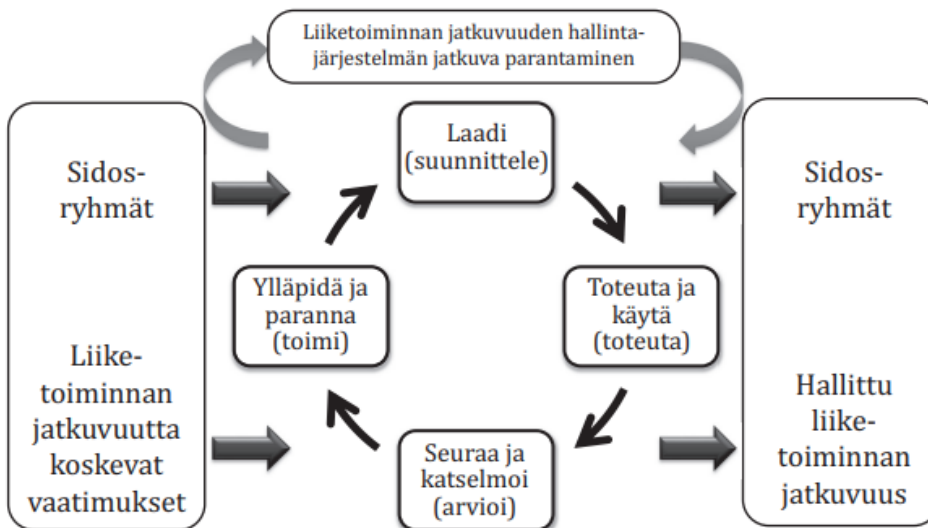 Liiketoiminnan jatkuvuuden hallinta-
järjestelmän jatkuva parantaminen
Sidos-
ryhmät
Liike-
toiminnan
jatkuvuutta
koskevat
vaatimukset
Laadi
(suunnittele)
Toteuta ja
käytä
(toteuta)
Seuraa ja
katselmoi
(arvioi)
Ylläpidä ja
paranna
(toimi)
Sidos-
ryhmät
Hallittu
liike-
toiminnan
jatkuvuus